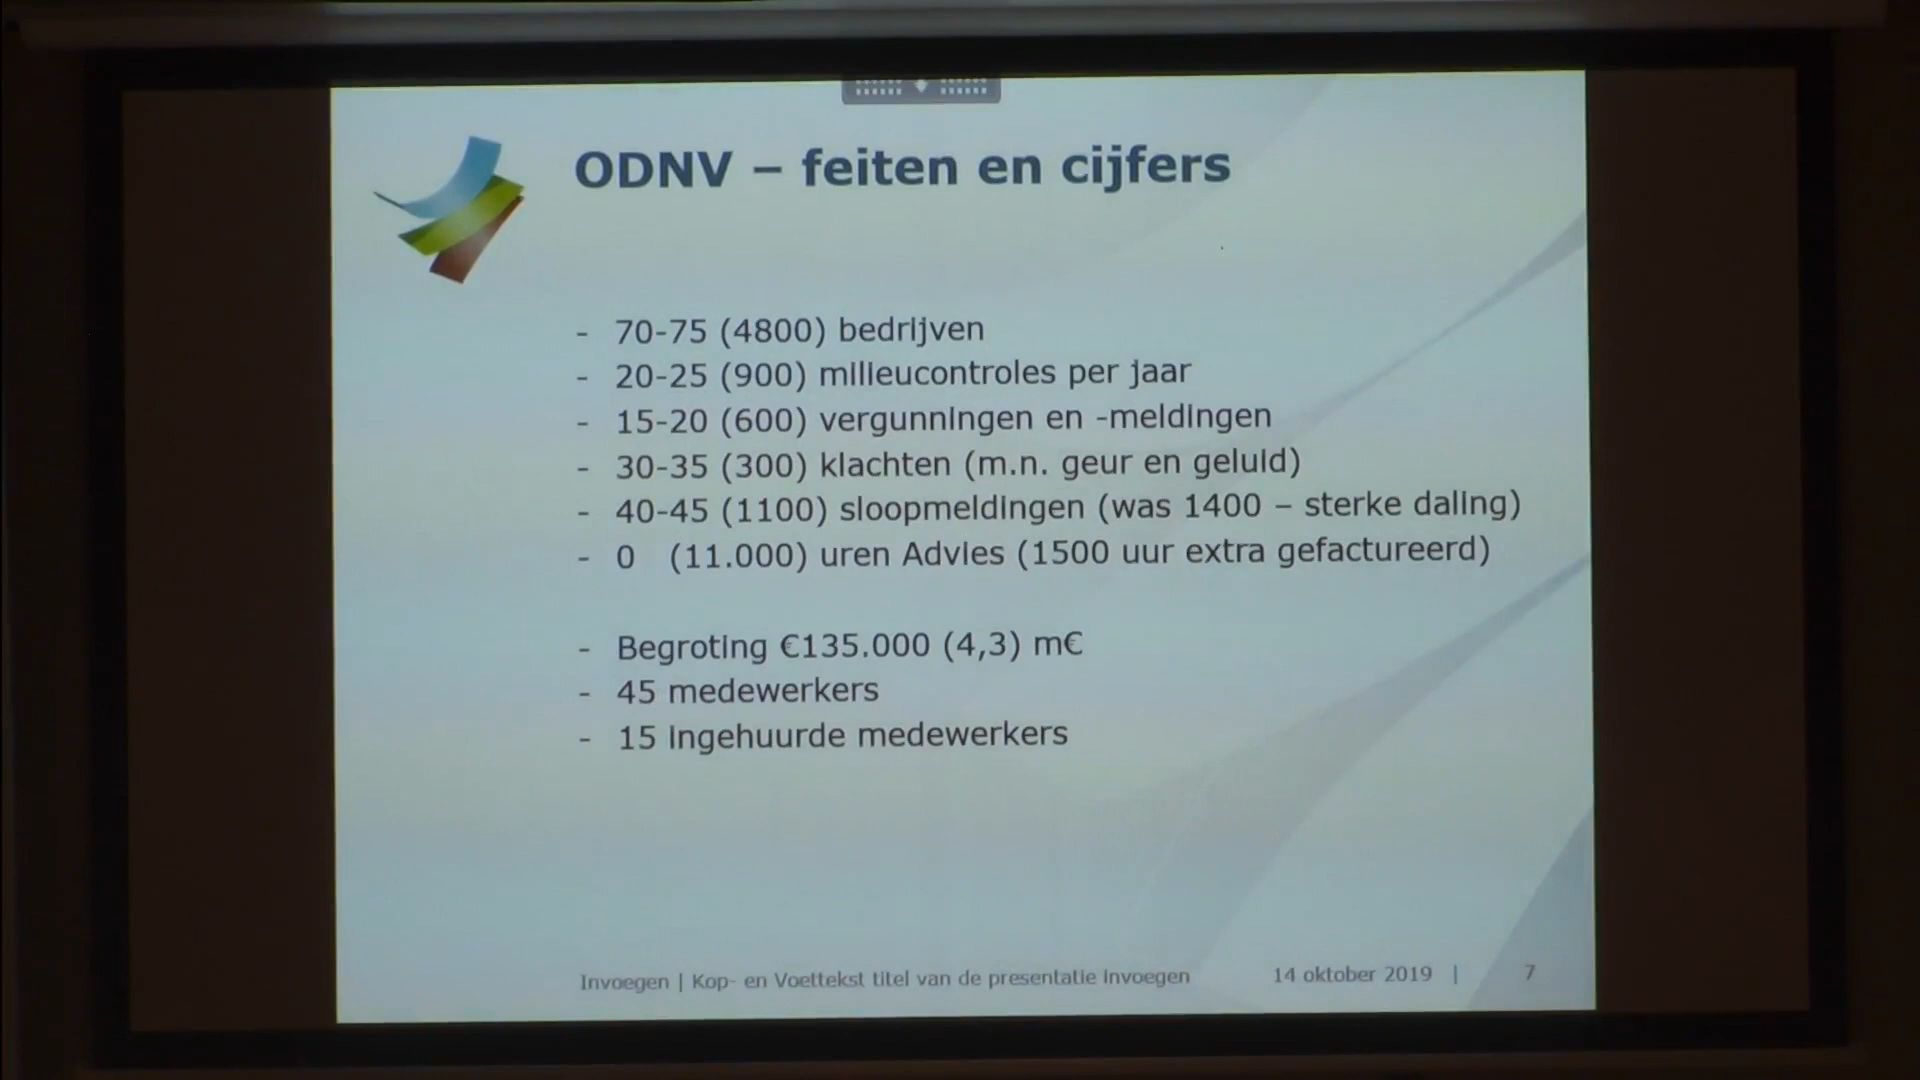 ODNV – feiten en cijfers
- 70-75 (4800) bedrijven
- 20-25 (900) milieucontroles per jaar
- 15-20 (600) vergunningen en -meldingen
- 30-35 (300) klachten (m.n. geur en geluid)
- 40-45 (1100) sloopmeldingen (was 1400 – sterke daling)
- 0 (11.000) uren Advies (1500 uur extra gefactureerd)
- Begroting €135.000 (4,3) m€
- 45 medewerkers
- 15 ingehuurde medewerkers
Invoegen | Kop- en Voettekst titel van de presentatie invoegen 14 oktober 2019 | 7